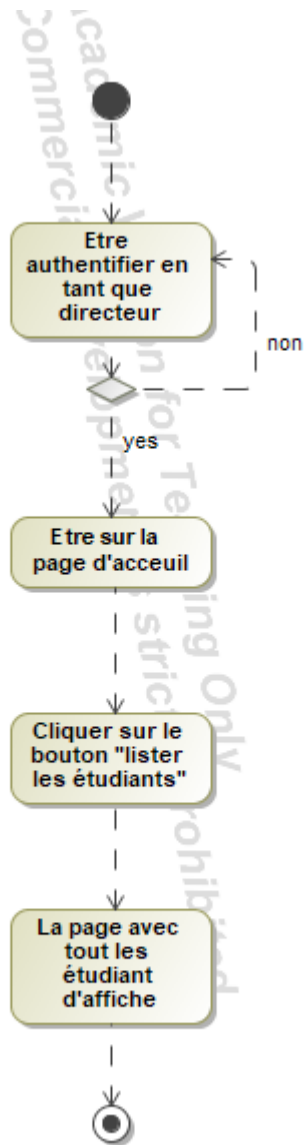 Etre
authentifier en
tant que
directeur
non
yes
Etre sur la
page d'acceuil
Cliquer sur le
bouton "lister
les étudiants"
La page avec
tout les
étudiant
d'affiche